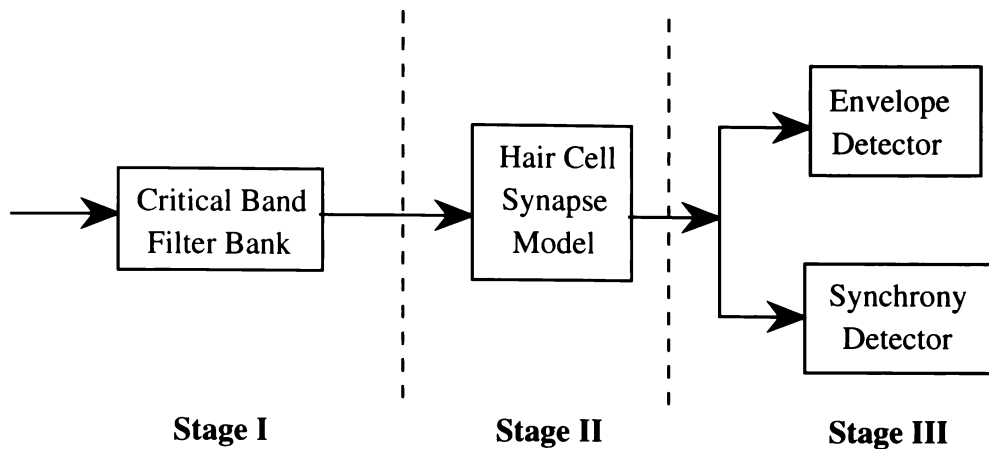 Critical Band
Filter Bank
Hair Cell
Synapse
Model
Envelope
Detector
Synchrony
Detector
Stage I
Stage II
Stage III